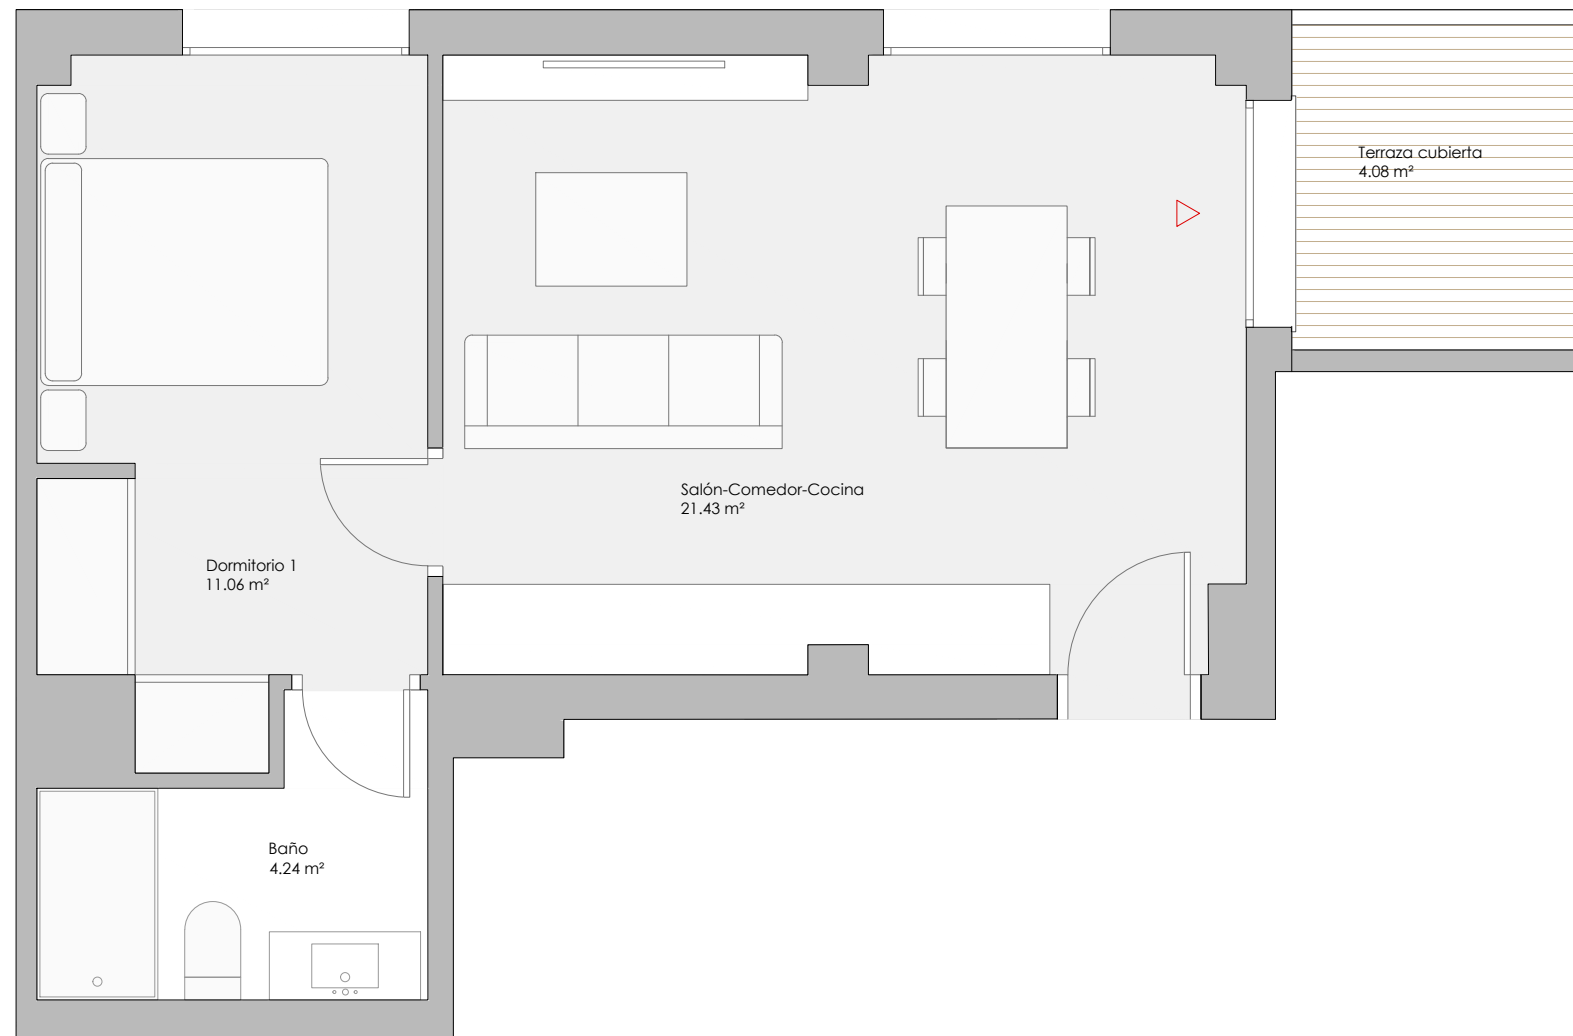 Terraza cubierta
4.08 m²
Salón-Comedor-Cocina
21.43 m²
Dormitorio 1
11.06 m²
Baño
4.24 m²